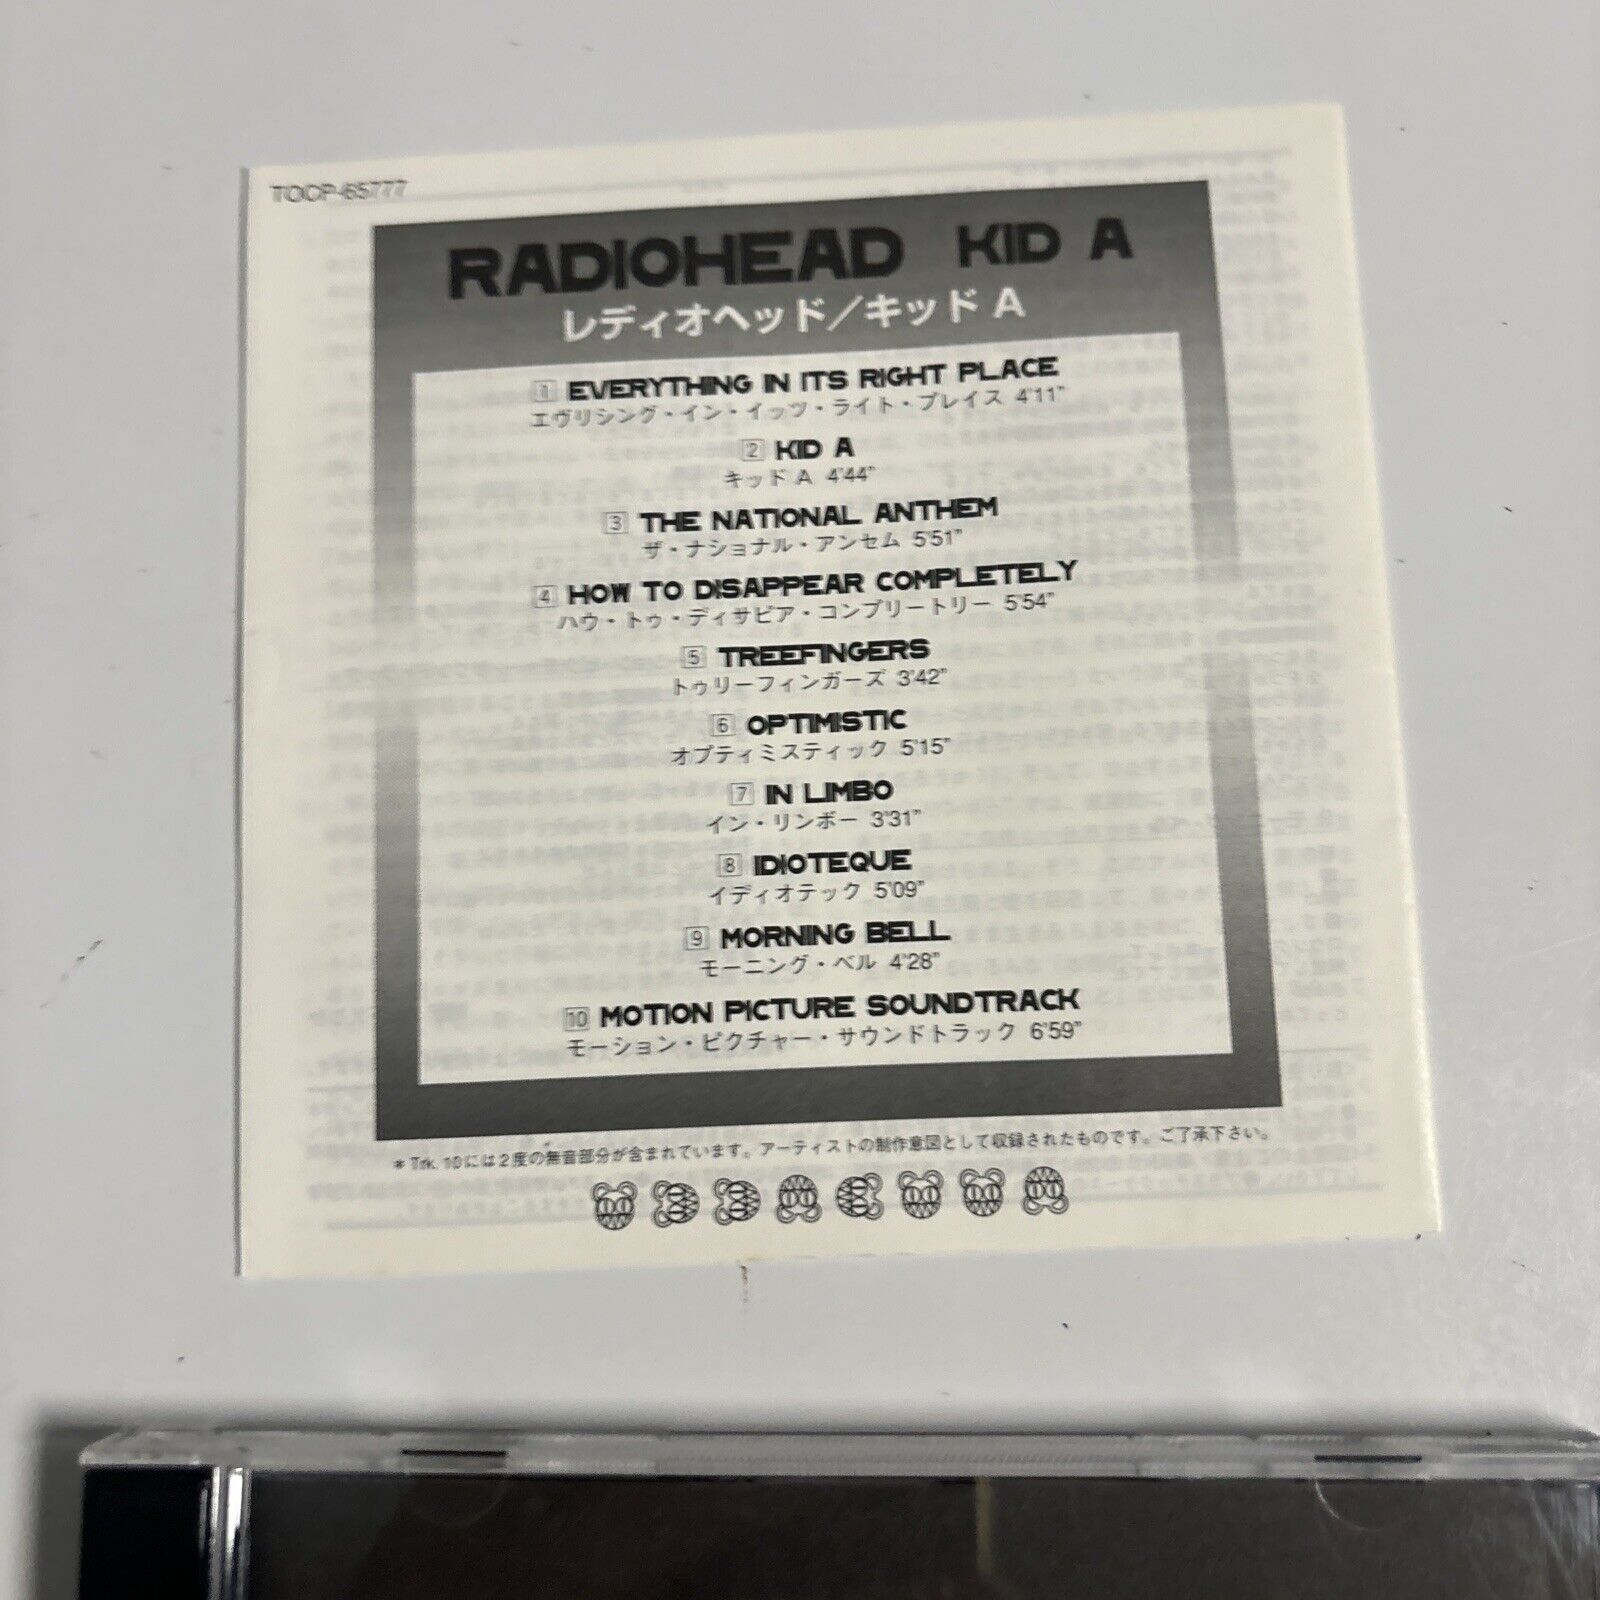 TOCP-65777
RADIOHEAD KID A
レディオヘッド/キッド A
1 EVERYTHING IN ITS RIGHT PLACE
エヴリシング・イン・イッツ・ライト・プレイス 4'11"
2 KID A
キッド A 4'44"
3 THE NATIONAL ANTHEM
ザ・ナショナル・アンセム 5'51"
4 HOW TO DISAPPEAR COMPLETELY
ハウ・トゥ・ディサピア・コンプリートリー 5'54"
5 TREEFINGERS
トゥリーフィンガーズ 3'42"
6 OPTIMISTIC
オプティミスティック 5'15"
7 IN LIMBO
イン・リンボー 3'31"
8 IDIOTEQUE
イディオテック 5'09"
9 MORNING BELL
モーニング・ベル 4'28"
10 MOTION PICTURE SOUNDTRACK
モーション・ピクチャー・サウンドトラック 6'59"
* Trk. 10には2度の無音部分が含まれています。アーティストの制作意図として収録されたものです。ご了承下さい。